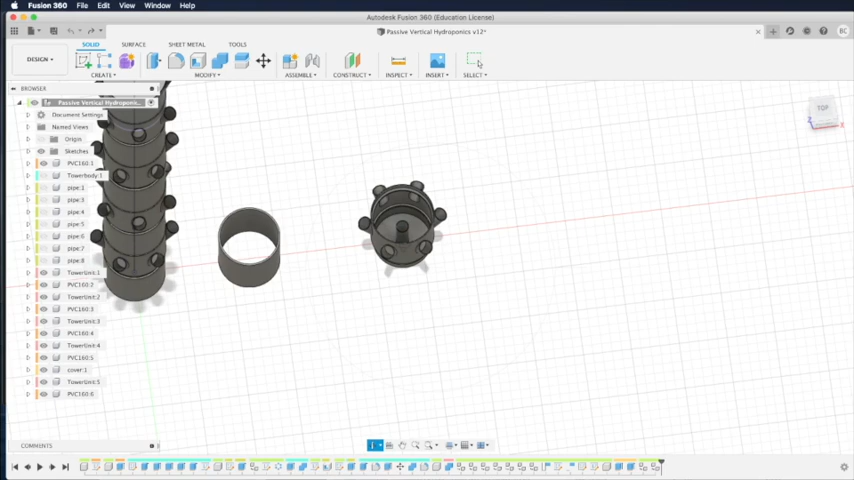 Fusion 360 File Edit View Window Help
Autodesk Fusion 360 (Education License)
Passive Vertical Hydroponics v12*
BC
SOLID SURFACE SHEET METAL TOOLS
DESIGN
CREATE MODIFY ASSEMBLE CONSTRUCT INSPECT INSERT SELECT
BROWSER
Passive Vertical Hydroponic...
Document Settings
Named Views
Origin
Sketches
PVC160:1
Towerbody:1
pipe:1
pipe:3
pipe:4
pipe:5
pipe:6
pipe:7
pipe:8
TowerUnit:1
PVC160:2
TowerUnit:2
PVC160:3
TowerUnit:3
PVC160:4
TowerUnit:4
PVC160:5
cover:1
TowerUnit:5
PVC160:6
TOP
Z
X
COMMENTS